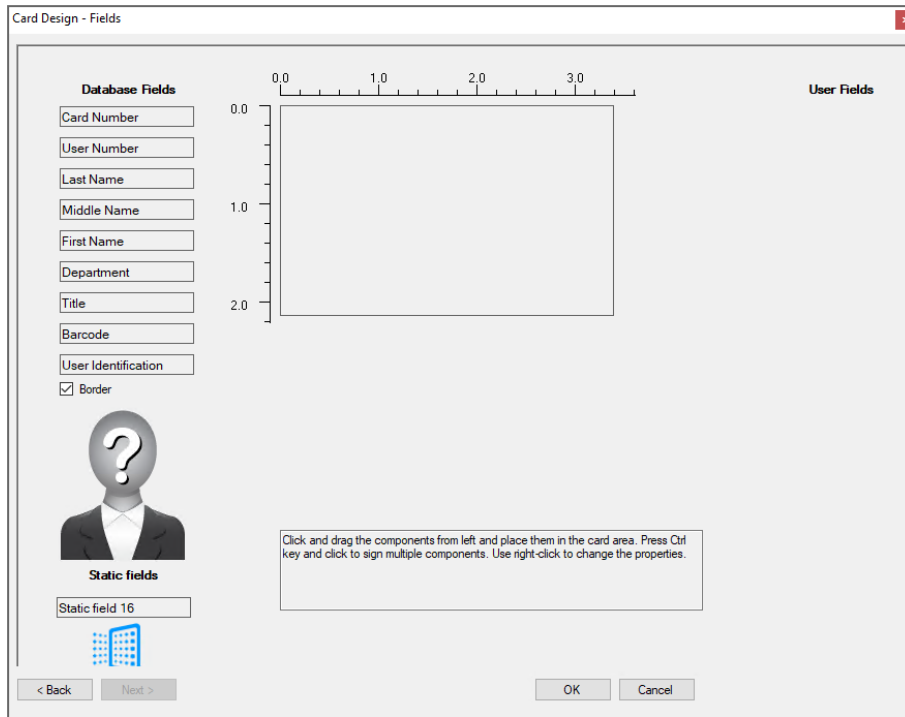 Card Design - Fields
Database Fields
Card Number
User Number
Last Name
Middle Name
First Name
Department
Title
Barcode
User Identification
Border
?
Static fields
Static field 16
0.0 1.0 2.0 3.0
0.0
1.0
2.0
User Fields
Click and drag the components from left and place them in the card area. Press Ctrl
key and click to sign multiple components. Use right-click to change the properties.
< Back
Next >
OK
Cancel